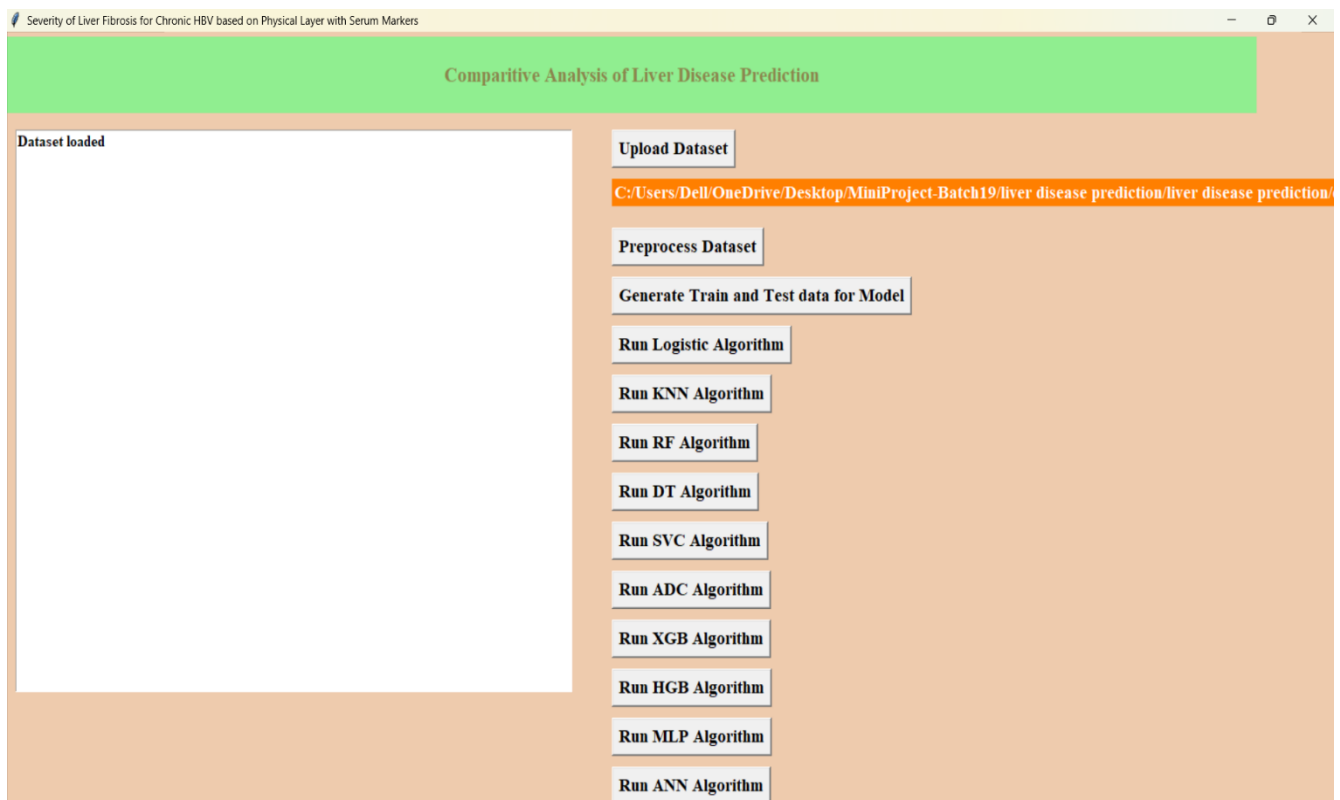 Severity of Liver Fibrosis for Chronic HBV based on Physical Layer with Serum Markers
Comparitive Analysis of Liver Disease Prediction
Dataset loaded
Upload Dataset
C:/Users/Dell/OneDrive/Desktop/MiniProject-Batch19/liver disease prediction/liver disease prediction/
Preprocess Dataset
Generate Train and Test data for Model
Run Logistic Algorithm
Run KNN Algorithm
Run RF Algorithm
Run DT Algorithm
Run SVC Algorithm
Run ADC Algorithm
Run XGB Algorithm
Run HGB Algorithm
Run MLP Algorithm
Run ANN Algorithm